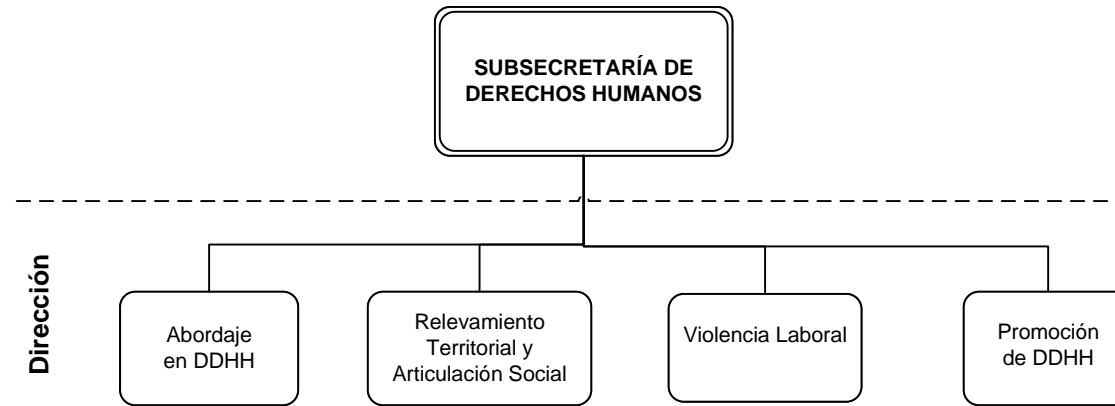 SUBSECRETARÍA DE
DERECHOS HUMANOS
Dirección
Abordaje
en DDHH
Relevamiento
Territorial y
Articulación Social
Violencia Laboral
Promoción
de DDHH